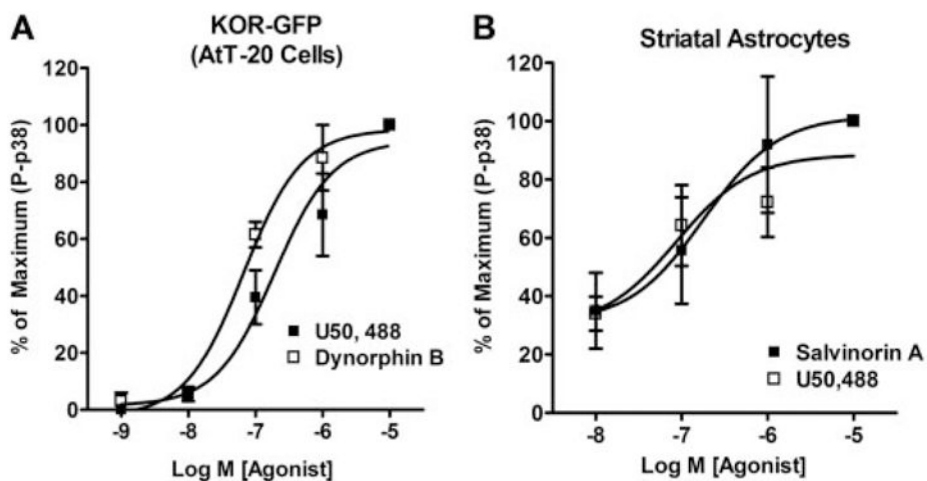 A
KOR-GFP
(AtT-20 Cells)
% of Maximum (P-p38)
120
100
80
60
40
20
0
U50, 488
Dynorphin B
-9 -8 -7 -6 -5
Log M [Agonist]
B
Striatal Astrocytes
% of Maximum (P-p38)
120
100
80
60
40
20
0
Salvinorin A
U50,488
-8 -7 -6 -5
Log M [Agonist]